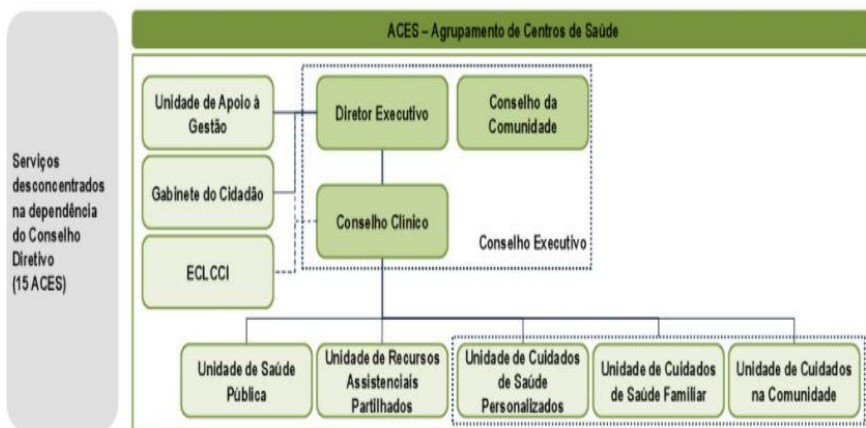 ACES – Agrupamento de Centros de Saúde
Serviços
desconcentrados
na dependência
do Conselho
Diretivo
(15 ACES)
Unidade de Apoio à
Gestão
Diretor Executivo
Conselho da
Comunidade
Gabinete do Cidadão
Conselho Clínico
Conselho Executivo
ECLCCI
Unidade de Saúde
Pública
Unidade de Recursos
Assistenciais
Partilhados
Unidade de Cuidados
de Saúde
Personalizados
Unidade de Cuidados
de Saúde Familiar
Unidade de Cuidados
na Comunidade